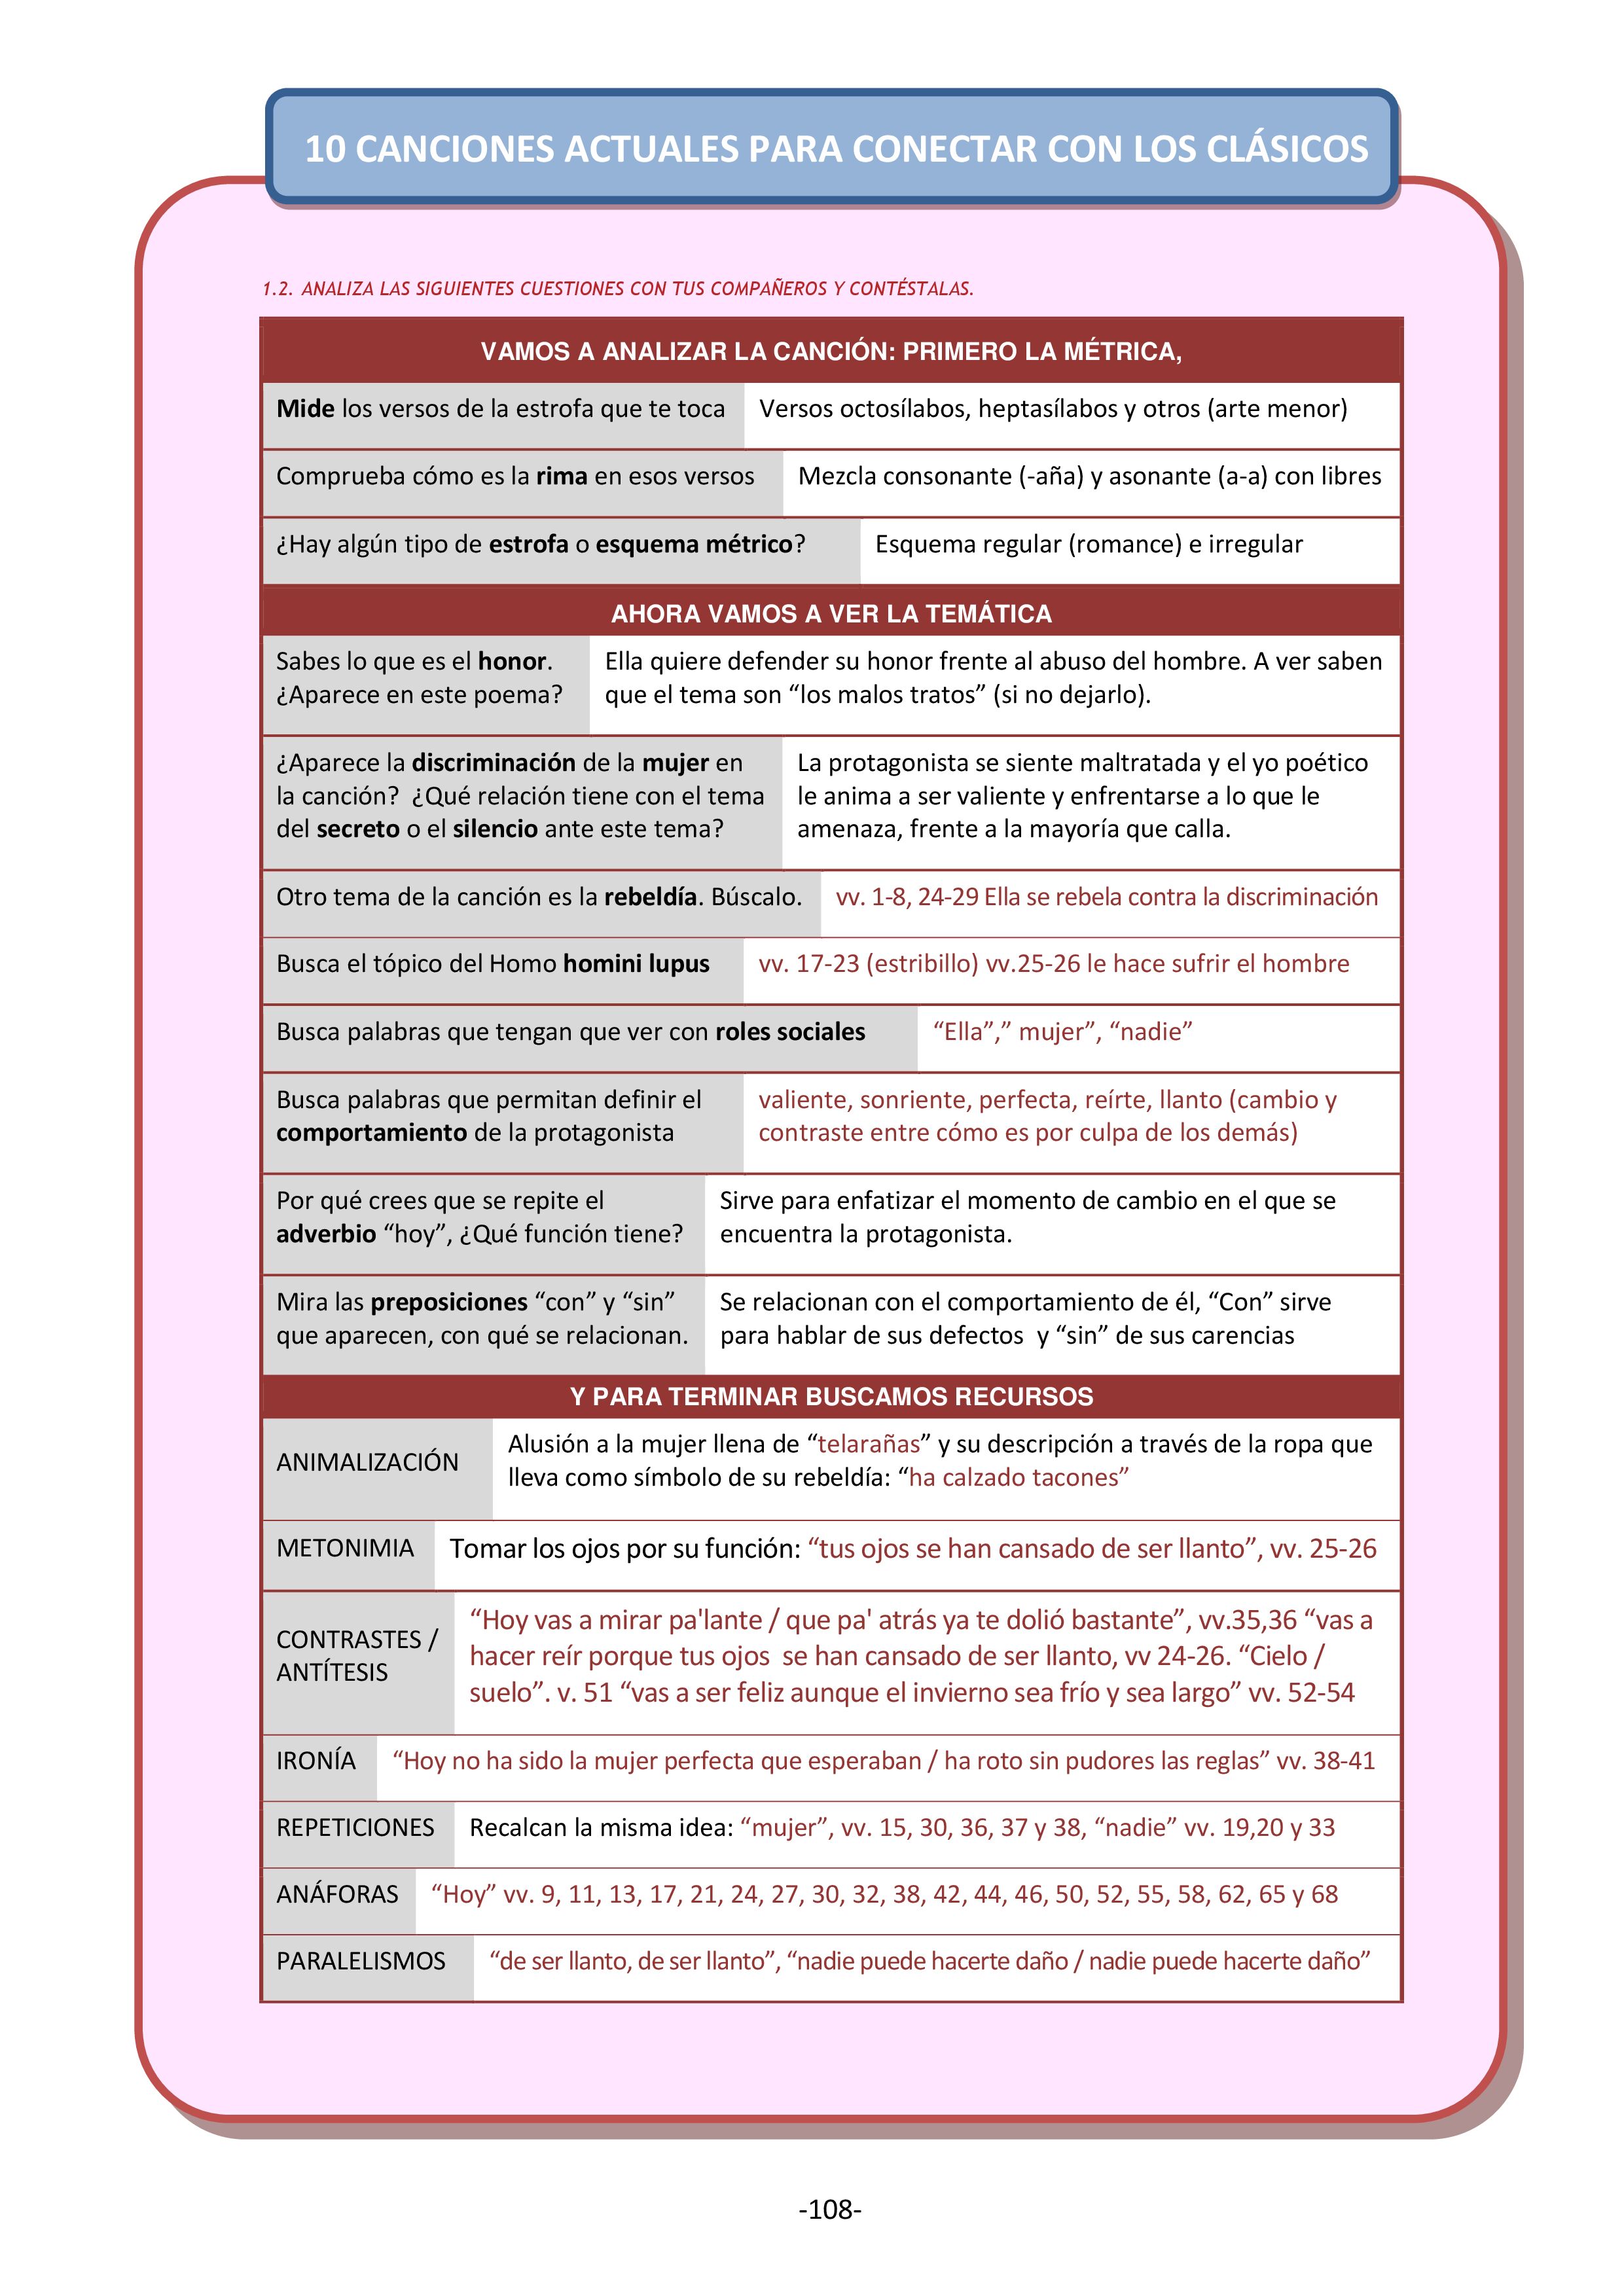 10 CANCIONES ACTUALES PARA CONECTAR CON LOS CLÁSICOS
1.2. ANALIZA LAS SIGUIENTES CUESTIONES CON TUS COMPAÑEROS Y CONTÉSTALAS.
VAMOS A ANALIZAR LA CANCIÓN: PRIMERO LA MÉTRICA,
Mide los versos de la estrofa que te toca
Versos octosílabos, heptasílabos y otros (arte menor)
Comprueba cómo es la rima en esos versos
Mezcla consonante (-aña) y asonante (a-a) con libres
¿Hay algún tipo de estrofa o esquema métrico?
Esquema regular (romance) e irregular
AHORA VAMOS A VER LA TEMÁTICA
Sabes lo que es el honor.
¿Aparece en este poema?
Ella quiere defender su honor frente al abuso del hombre. A ver saben
que el tema son “los malos tratos” (si no dejarlo).
¿Aparece la discriminación de la mujer en
la canción?  ¿Qué relación tiene con el tema
del secreto o el silencio ante este tema?
La protagonista se siente maltratada y el yo poético
le anima a ser valiente y enfrentarse a lo que le
amenaza, frente a la mayoría que calla.
Otro tema de la canción es la rebeldía. Búscalo.
vv. 1-8, 24-29 Ella se rebela contra la discriminación
Busca el tópico del Homo homini lupus
vv. 17-23 (estribillo) vv.25-26 le hace sufrir el hombre
Busca palabras que tengan que ver con roles sociales
“Ella”,” mujer”, “nadie”
Busca palabras que permitan definir el
comportamiento de la protagonista
valiente, sonriente, perfecta, reírte, llanto (cambio y
contraste entre cómo es por culpa de los demás)
Por qué crees que se repite el
adverbio “hoy”, ¿Qué función tiene?
Sirve para enfatizar el momento de cambio en el que se
encuentra la protagonista.
Mira las preposiciones “con” y “sin”
que aparecen, con qué se relacionan.
Se relacionan con el comportamiento de él, “Con” sirve
para hablar de sus defectos  y “sin” de sus carencias
Y PARA TERMINAR BUSCAMOS RECURSOS
ANIMALIZACIÓN
Alusión a la mujer llena de “telarañas” y su descripción a través de la ropa que
lleva como símbolo de su rebeldía: “ha calzado tacones”
METONIMIA
Tomar los ojos por su función: “tus ojos se han cansado de ser llanto”, vv. 25-26
CONTRASTES /
ANTÍTESIS
“Hoy vas a mirar pa'lante / que pa' atrás ya te dolió bastante”, vv.35,36 “vas a
hacer reír porque tus ojos  se han cansado de ser llanto, vv 24-26. “Cielo /
suelo”. v. 51 “vas a ser feliz aunque el invierno sea frío y sea largo” vv. 52-54
IRONÍA
“Hoy no ha sido la mujer perfecta que esperaban / ha roto sin pudores las reglas” vv. 38-41
REPETICIONES
Recalcan la misma idea: “mujer”, vv. 15, 30, 36, 37 y 38, “nadie” vv. 19,20 y 33
ANÁFORAS
“Hoy” vv. 9, 11, 13, 17, 21, 24, 27, 30, 32, 38, 42, 44, 46, 50, 52, 55, 58, 62, 65 y 68
PARALELISMOS
“de ser llanto, de ser llanto”, “nadie puede hacerte daño / nadie puede hacerte daño”
-108-